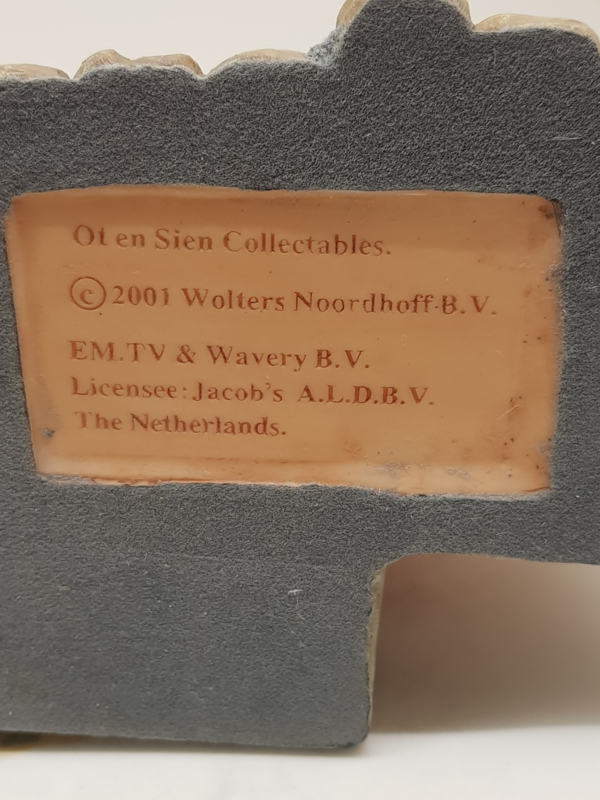 Ot en Sien Collectables.
© 2001 Wolters Noordhoff-B.V.
EM.TV & Wavery B.V.
Licensee: Jacob's A.L.D.B.V.
The Netherlands.